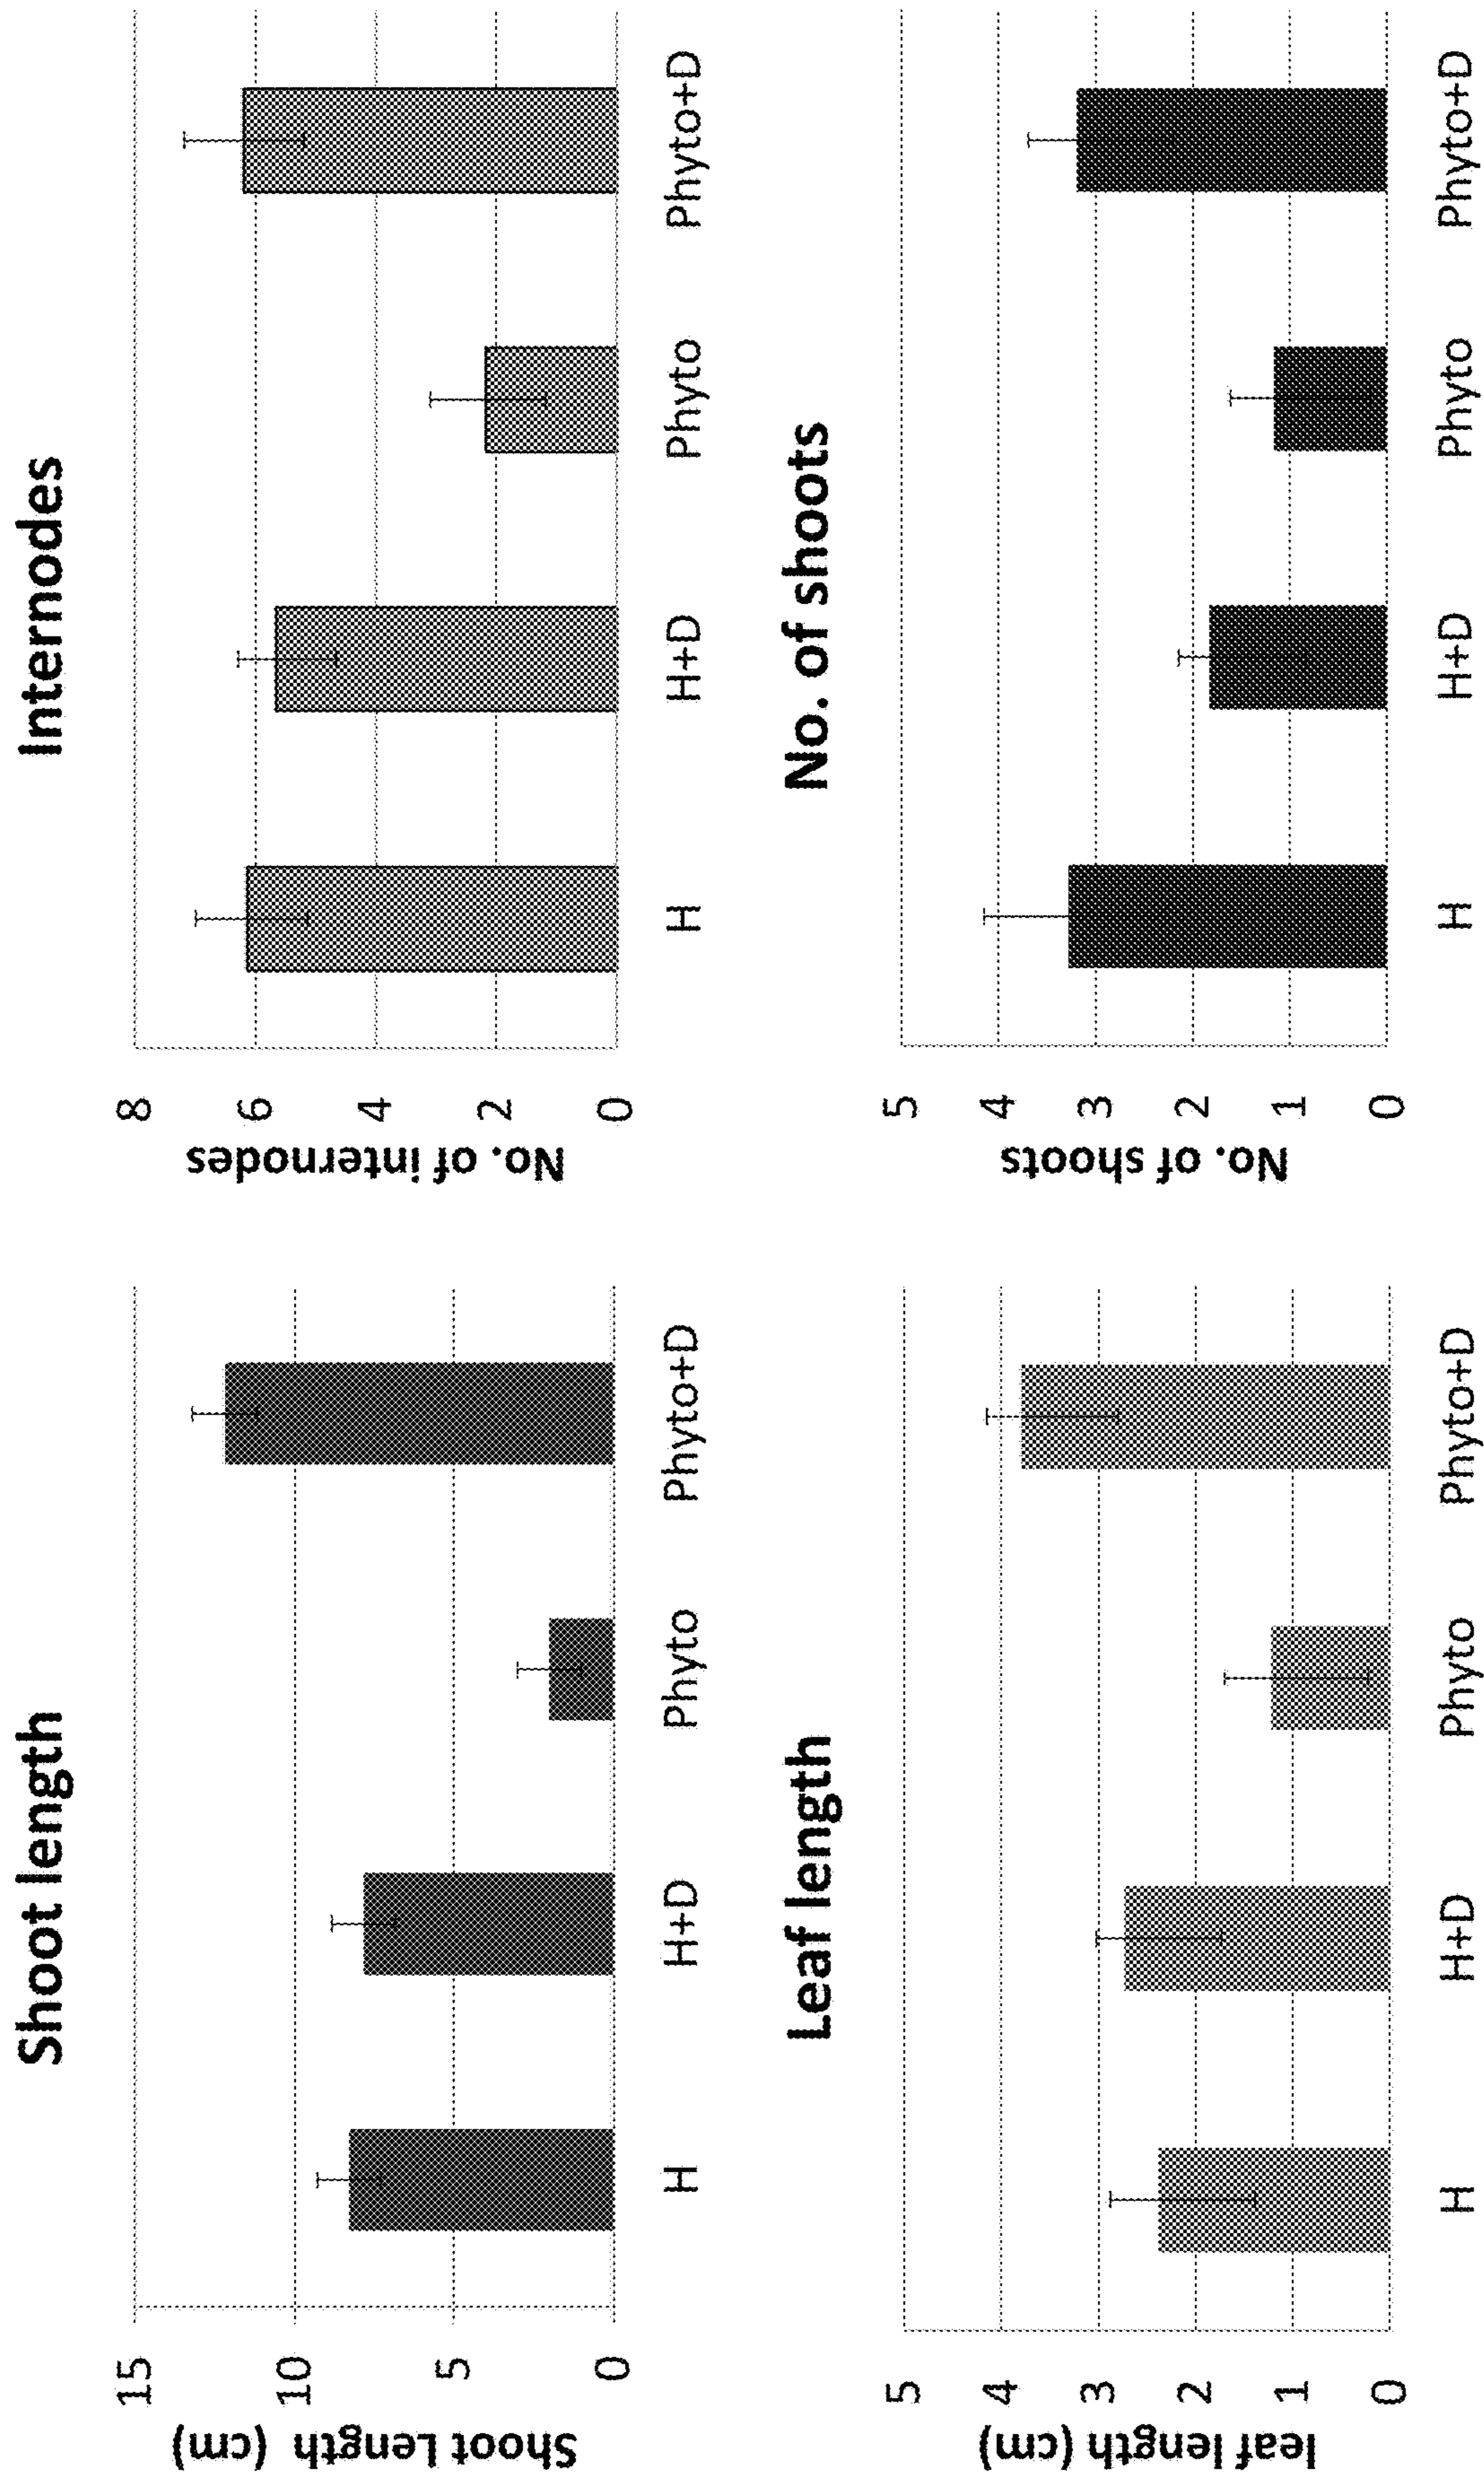 Shoot length
Shoot Length (cm)
15
10
5
0
H
H+D
Phyto
Phyto+D
Internodes
No. of internodes
8
6
4
2
0
H
H+D
Phyto
Phyto+D
Leaf length
leaf length (cm)
5
4
3
2
1
0
H
H+D
Phyto
Phyto+D
No. of shoots
No. of shoots
5
4
3
2
1
0
H
H+D
Phyto
Phyto+D